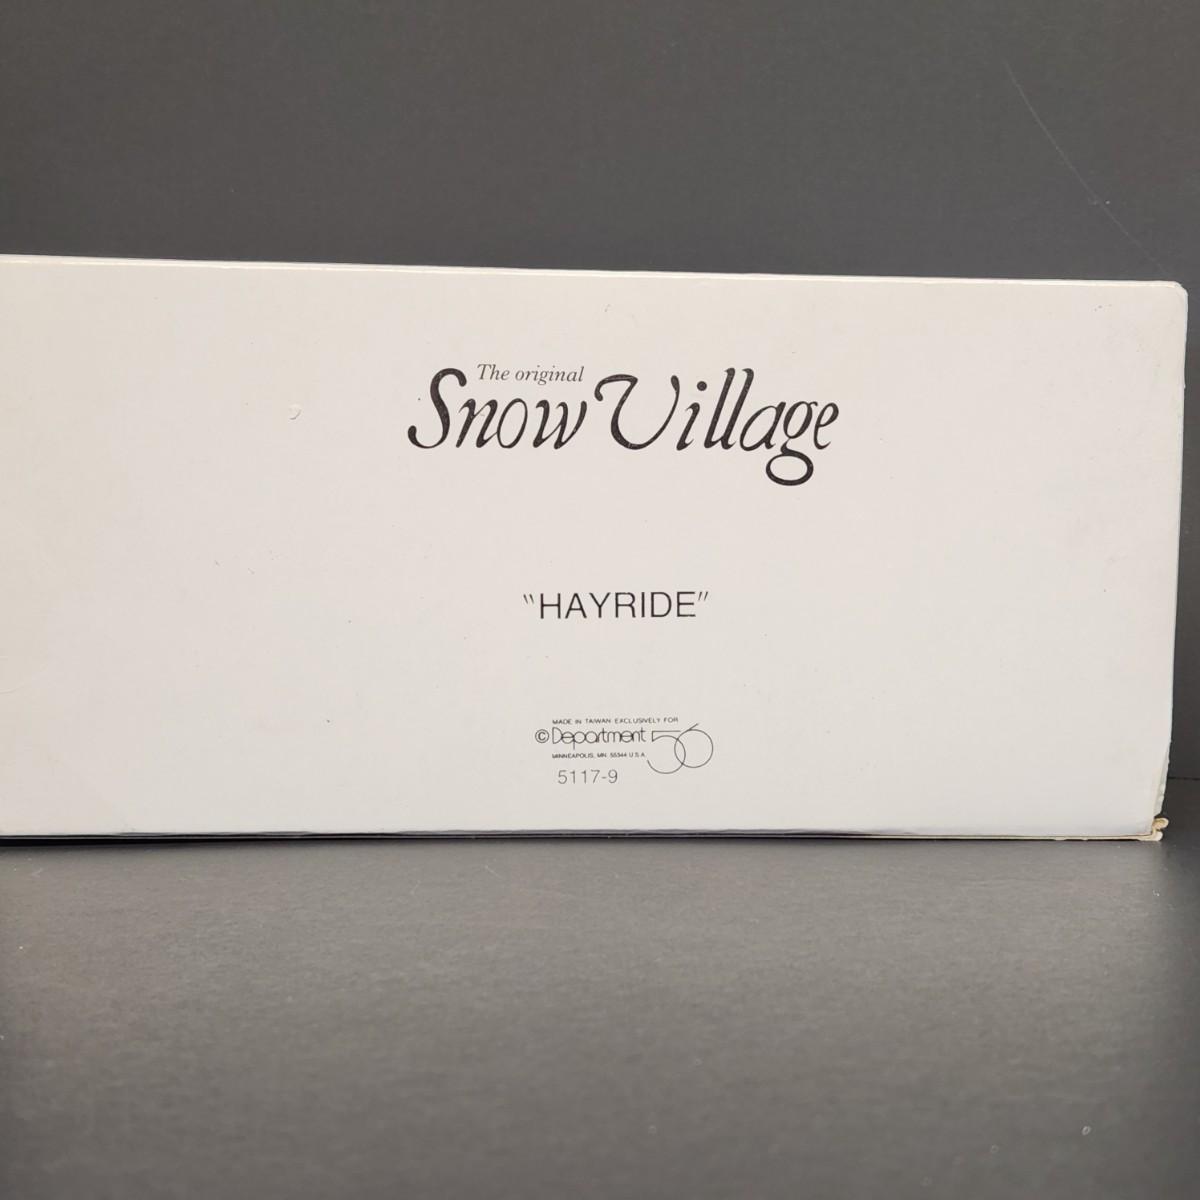 The original
Snow Village
"HAYRIDE"
MADE IN TAIWAN EXCLUSIVELY FOR
© Department 56
MINNEAPOLIS, MN. 55344 U.S.A.
5117-9